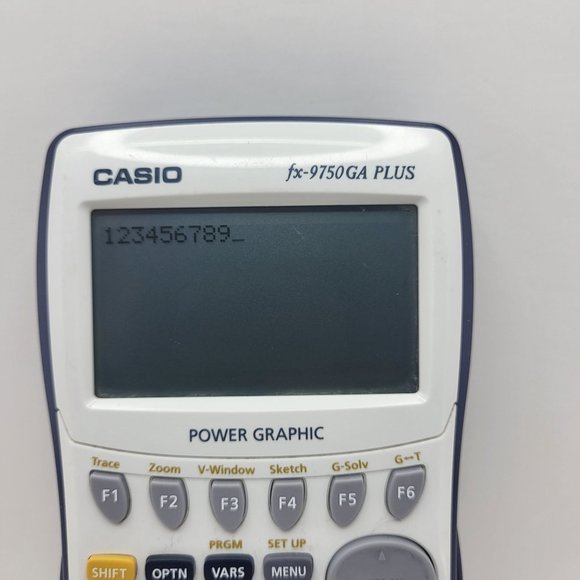 CASIO fx-9750GA PLUS
123456789_
POWER GRAPHIC
Trace Zoom V-Window Sketch G-Solv G↔T
F1 F2 F3 F4 F5 F6
PRGM SET UP
SHIFT OPTN VARS MENU